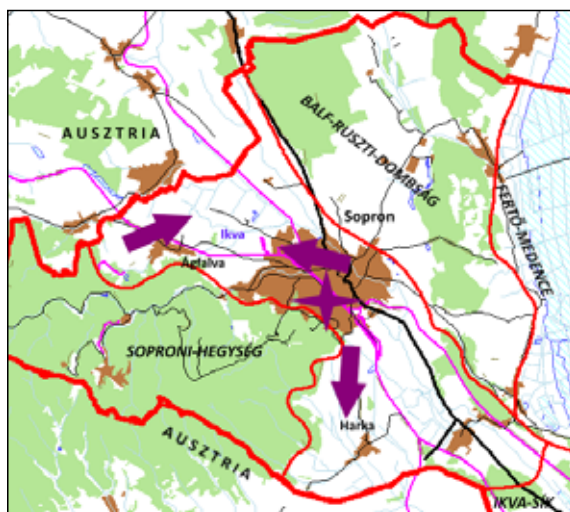 AUSZTRIA
BALF-RUSZTI-DOMBSÁG
Sopron
FERTŐ-MEDENCE
Ikva
Ágfalva
SOPRONI-HEGYSÉG
Harka
AUSZTRIA
IKVA-SÍK